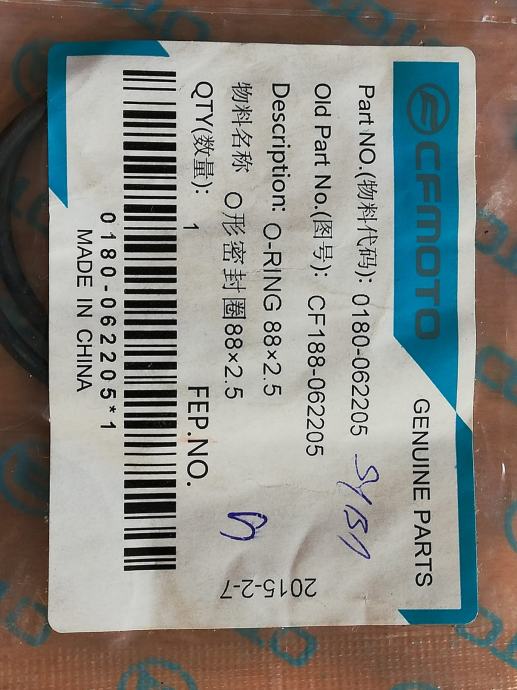 CFMOTO
GENUINE PARTS
Part NO.(物料代码): 0180-062205
Old Part No.(图号): CF188-062205
Description: O-RING 88×2.5
物料名称 O形密封圈88×2.5
QTY(数量): 1
FEP.NO.
0180-062205*1
MADE IN CHINA
2015-2-7